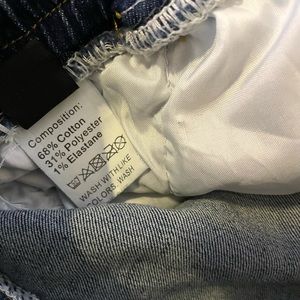 Composition:
68% Cotton
31% Polyester
1% Elastane
WASH WITH LIKE
COLORS .WASH